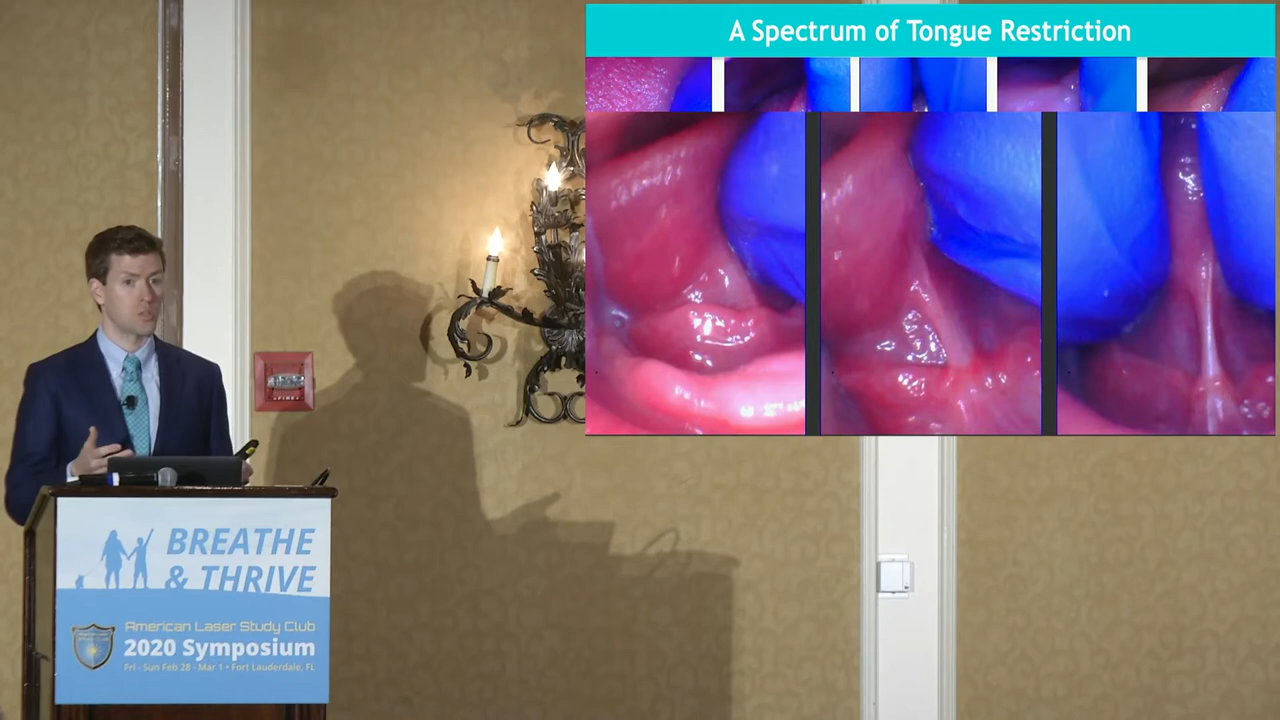 A Spectrum of Tongue Restriction
FIRE
BREATHE
& THRIVE
American Laser Study Club
2020 Symposium
Fri - Sun Feb 28 - Mar 1 • Fort Lauderdale, FL